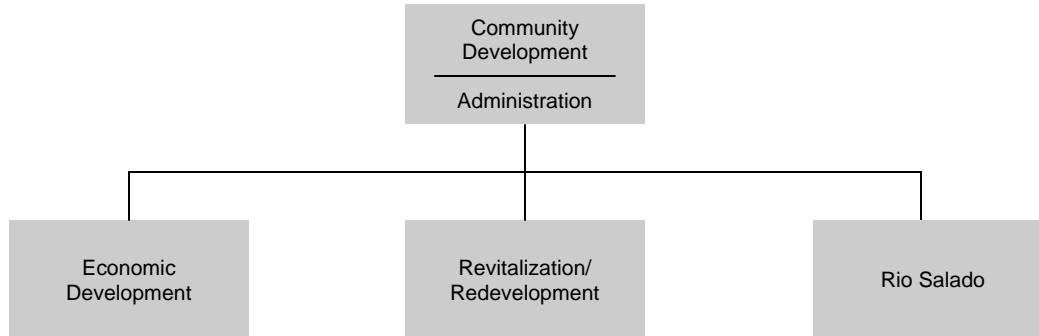 Community
Development
Administration
Economic
Development
Revitalization/
Redevelopment
Rio Salado